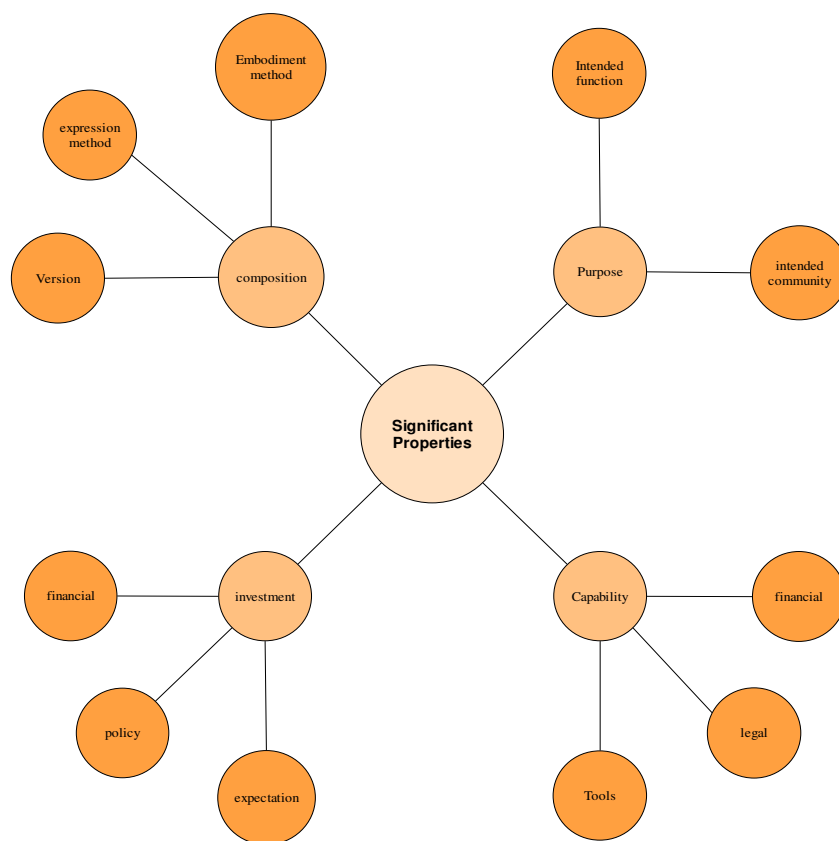 Embodiment
method
Intended
function
expression
method
Version
composition
Purpose
intended
community
Significant
Properties
financial
investment
Capability
financial
policy
legal
expectation
Tools